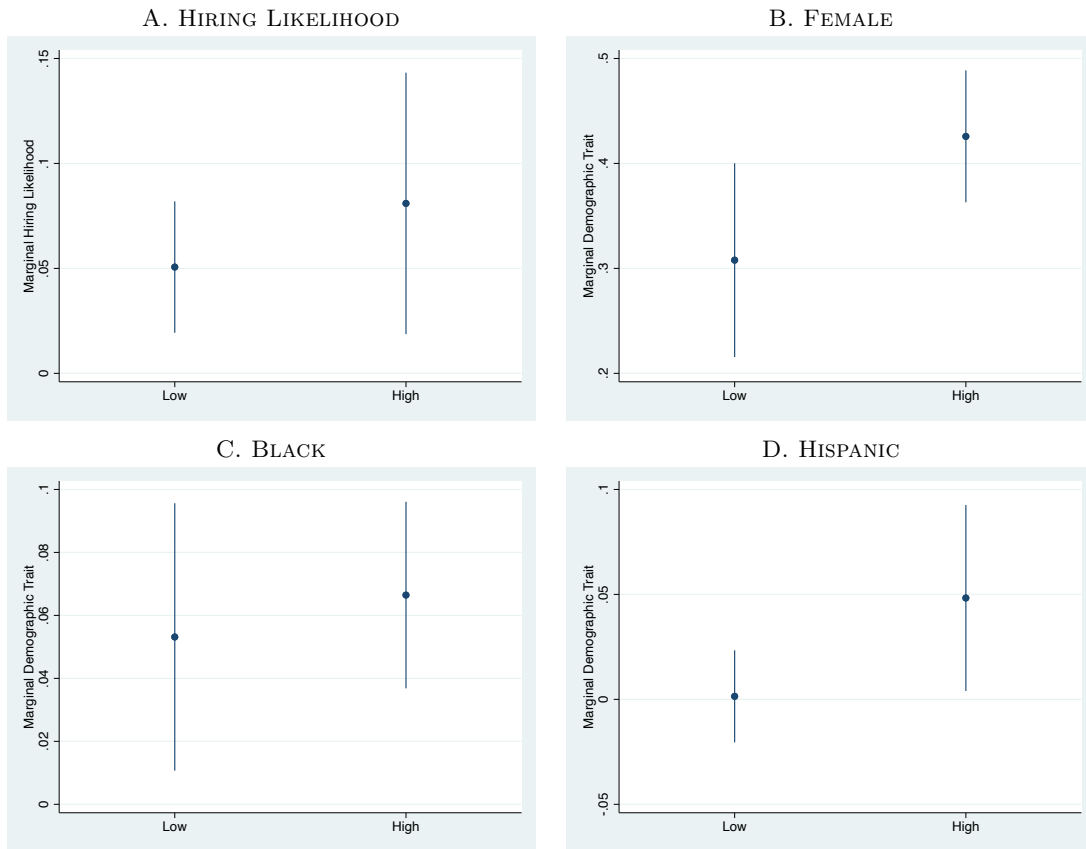 A. Hiring Likelihood
Marginal Hiring Likelihood
.15
.1
.05
0
Low High
B. Female
Marginal Demographic Trait
.5
.4
.3
.2
Low High
C. Black
Marginal Demographic Trait
.1
.08
.06
.04
.02
0
Low High
D. Hispanic
Marginal Demographic Trait
.1
.05
0
-.05
Low High